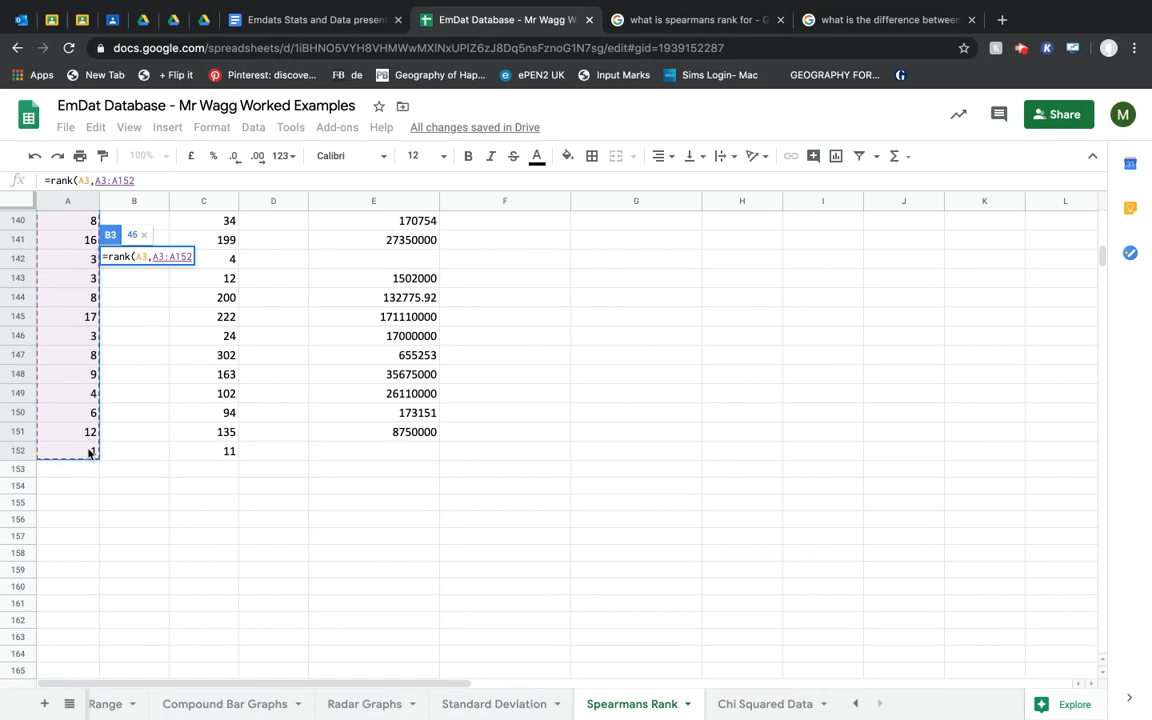 Emdats Stats and Data present
EmDat Database - Mr Wagg W
what is spearmans rank for - G
what is the difference between
docs.google.com/spreadsheets/d/1iBHNO5VYH8VHMWwMXlNxUPlZ6zJ8Dq5nsFznoG1N7sg/edit#gid=1939152287
Apps New Tab + Flip it Pinterest: discove... FB de PB Geography of Hap... ePEN2 UK Input Marks Sims Login- Mac GEOGRAPHY FOR... G
EmDat Database - Mr Wagg Worked Examples
File Edit View Insert Format Data Tools Add-ons Help All changes saved in Drive
Share
M
100% £ % .0 .00 123 Calibri 12 B I S A
fx =rank(A3,A3:A152
A B C D E F G H I J K L
140 8 34 170754
B3 46 ×
141 16 199 27350000
=rank(A3,A3:A152
142 3 4
143 3 12 1502000
144 8 200 132775.92
145 17 222 171110000
146 3 24 17000000
147 8 302 655253
148 9 163 35675000
149 4 102 26110000
150 6 94 173151
151 12 135 8750000
152 1 11
153
154
155
156
157
158
159
160
161
162
163
164
165
Range Compound Bar Graphs Radar Graphs Standard Deviation Spearmans Rank Chi Squared Data Explore